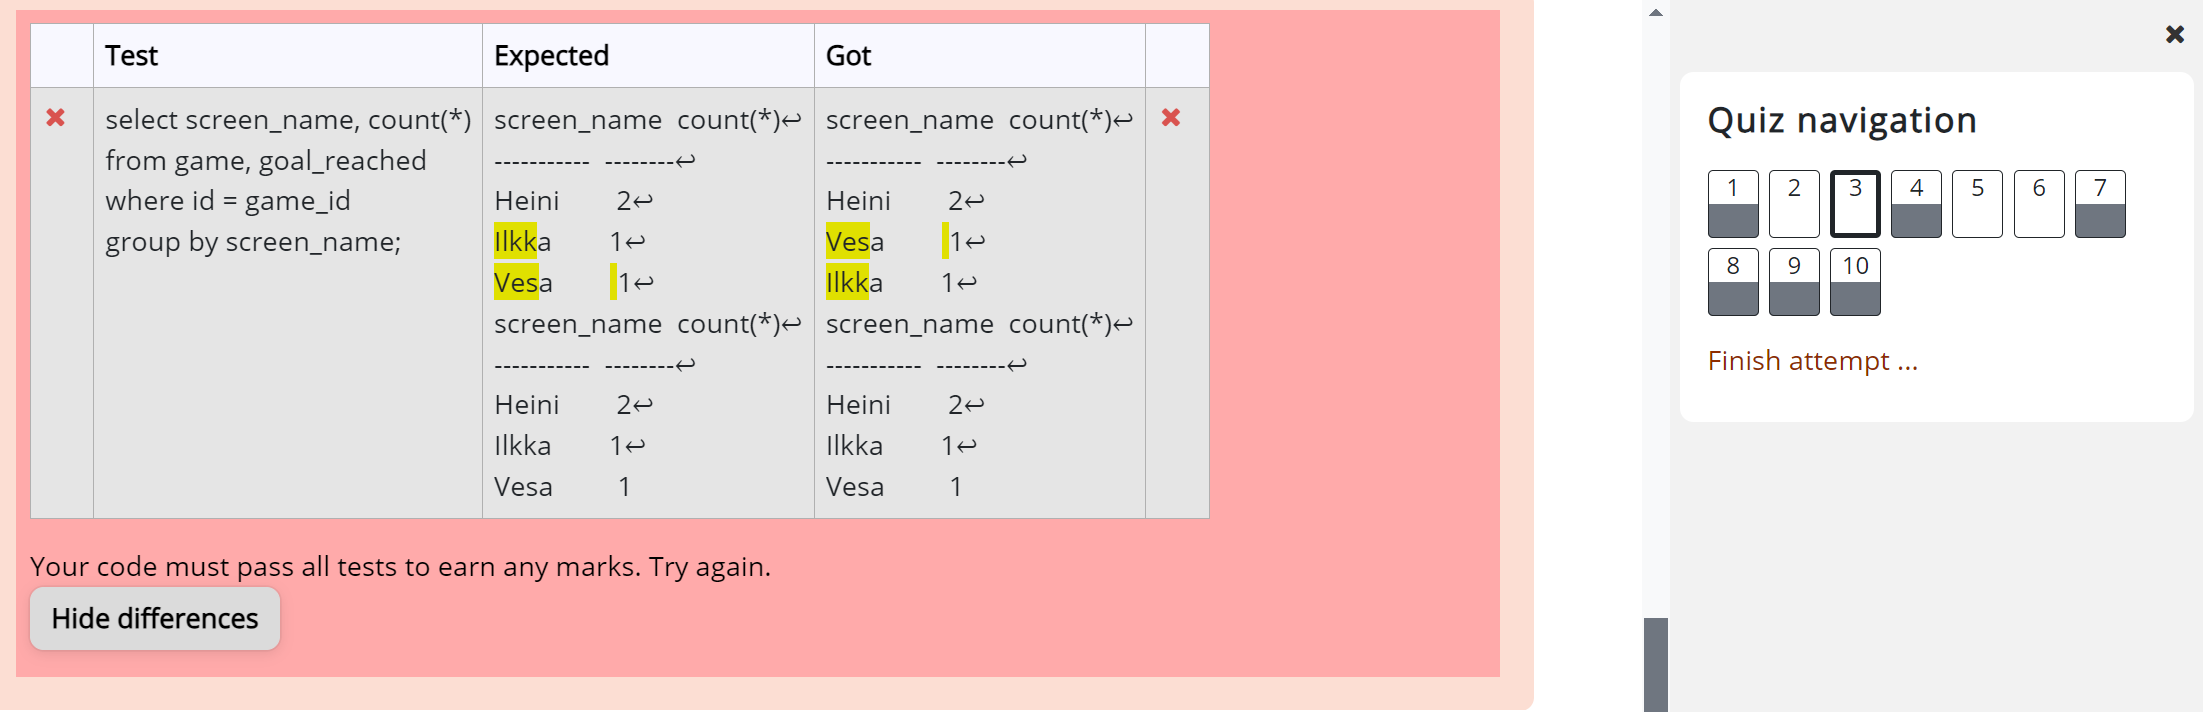 Test Expected Got
select screen_name, count(*)
from game, goal_reached
where id = game_id
group by screen_name;
screen_name count(*)↩
----------- --------↩
Heini 2↩
Ilkka 1↩
Vesa 1↩
screen_name count(*)↩
----------- --------↩
Heini 2↩
Ilkka 1↩
Vesa 1
screen_name count(*)↩
----------- --------↩
Heini 2↩
Vesa 1↩
Ilkka 1↩
screen_name count(*)↩
----------- --------↩
Heini 2↩
Ilkka 1↩
Vesa 1
Your code must pass all tests to earn any marks. Try again.
Hide differences
Quiz navigation
1 2 3 4 5 6 7
8 9 10
Finish attempt ...